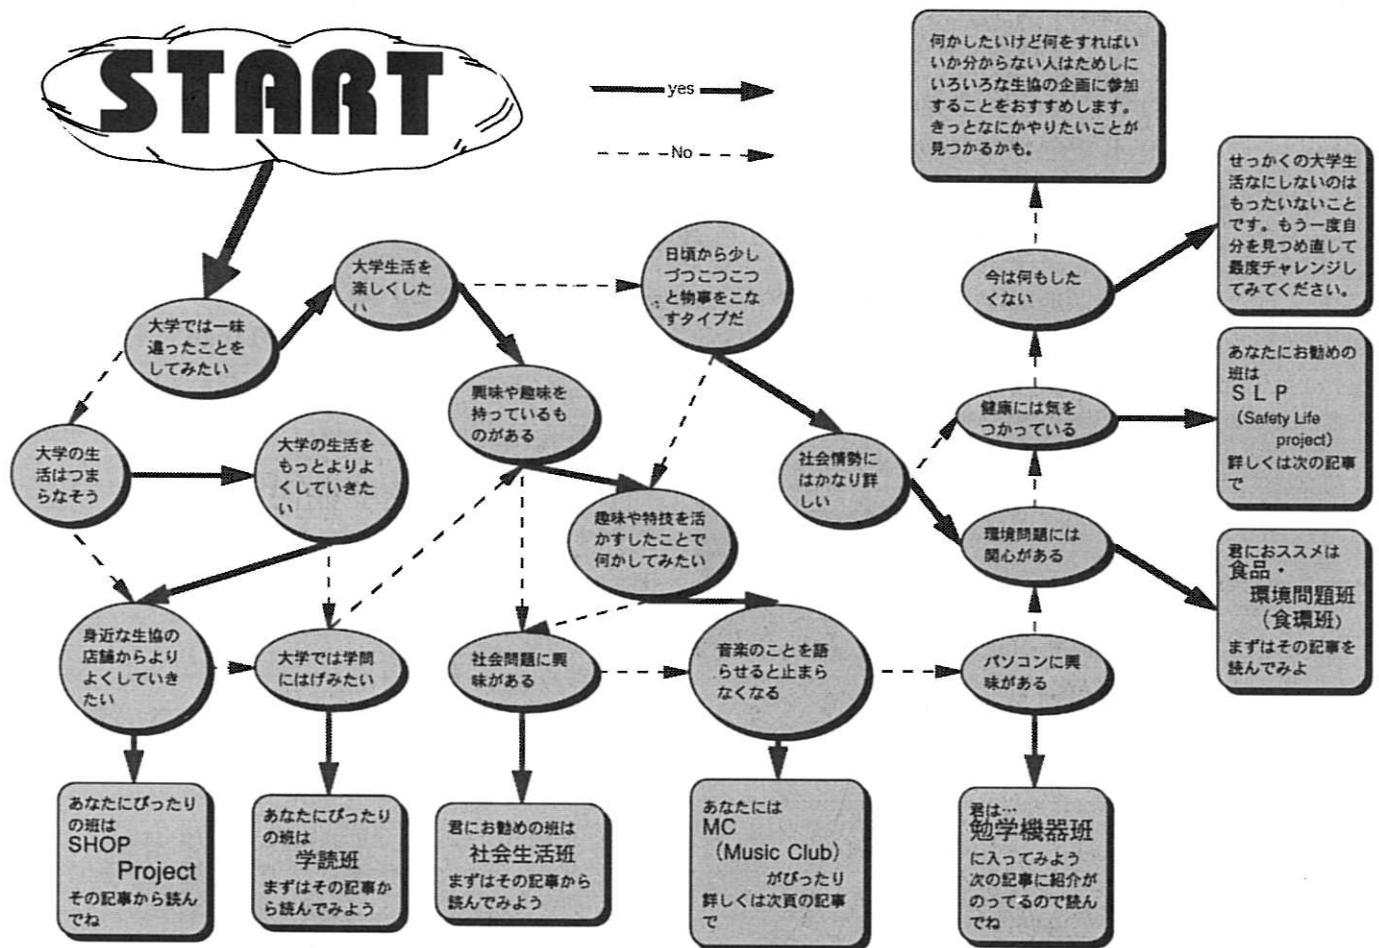 START
yes
No
大学では一味
違ったことを
してみたい
大学生活を
楽しくした
い
日頃から少し
づつこつこつ
と物事をこな
すタイプだ
興味や趣味を
持っているも
のがある
大学の生
活はつま
らなそう
大学の生活を
もっとよりよ
くしていきた
い
趣味や特技を活
かすしたことで
何かしてみたい
社会情勢に
はかなり詳
しい
今は何もした
くない
健康には気を
つかっている
環境問題には
関心がある
身近な生協の
店舗からより
よくしていき
たい
大学では学問
にはげみたい
社会問題に興
味がある
音楽のことを語
らせると止まら
なくなる
パソコンに興
味がある
何かしたいけど何をすればい
いか分からない人はためしに
いろいろな生協の企画に参加
することをおすすめします。
きっとなにかやりたいことが
見つかるかも。
せっかくの大学生
活なにしないのは
もったいないこと
です。もう一度自
分を見つめ直して
最度チャレンジし
てみてください。
あなたにお勧めの
班は
ＳＬＰ
（Safety Life
project）
詳しくは次の記事
で
君におススメは
食品・
環境問題班
（食環班）
まずはその記事を
読んでみよ
あなたにぴったり
の班は
SHOP
Project
その記事から読ん
でね
あなたにぴったり
の班は
学読班
まずはその記事か
ら読んでみよう
君にお勧めの班は
社会生活班
まずはその記事から
読んでみよう
あなたには
MC
（Music Club）
がぴったり
詳しくは次頁の記事
で
君は…
勉学機器班
に入ってみよう
次の記事に紹介が
のってるので読ん
でね